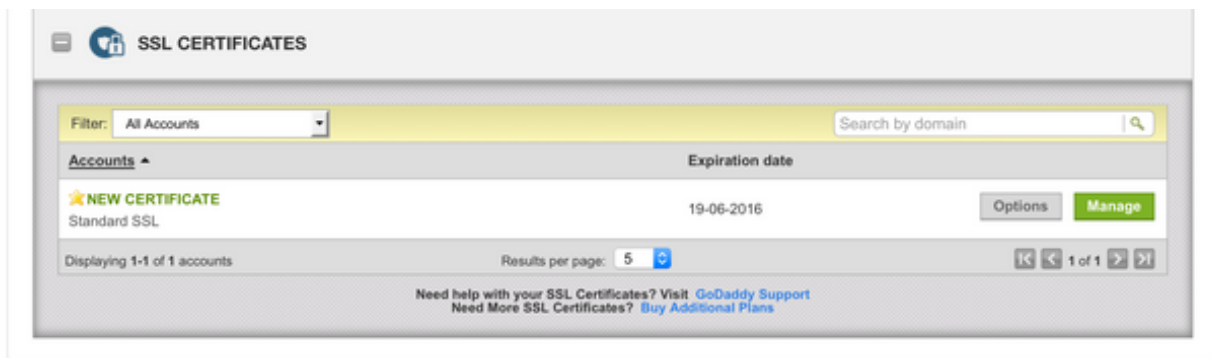 SSL CERTIFICATES
Filter: All Accounts Search by domain
Accounts Expiration date
NEW CERTIFICATE
Standard SSL
19-06-2016 Options Manage
Displaying 1-1 of 1 accounts Results per page: 5 1 of 1
Need help with your SSL Certificates? Visit GoDaddy Support
Need More SSL Certificates? Buy Additional Plans